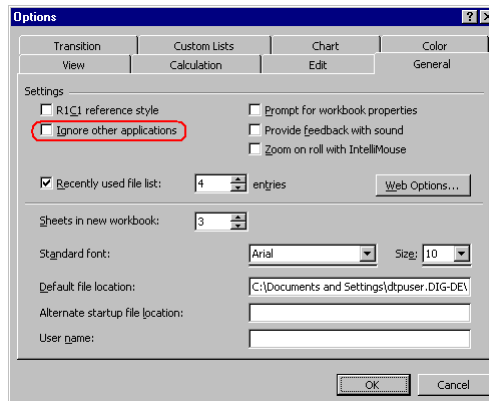 Options
Transition Custom Lists Chart Color
View Calculation Edit General
Settings
R1C1 reference style Prompt for workbook properties
Ignore other applications Provide feedback with sound
Zoom on roll with IntelliMouse
Recently used file list: 4 entries Web Options...
Sheets in new workbook: 3
Standard font: Arial Size: 10
Default file location: C:\Documents and Settings\dtpuser.DIG-DE\
Alternate startup file location:
User name:
OK Cancel